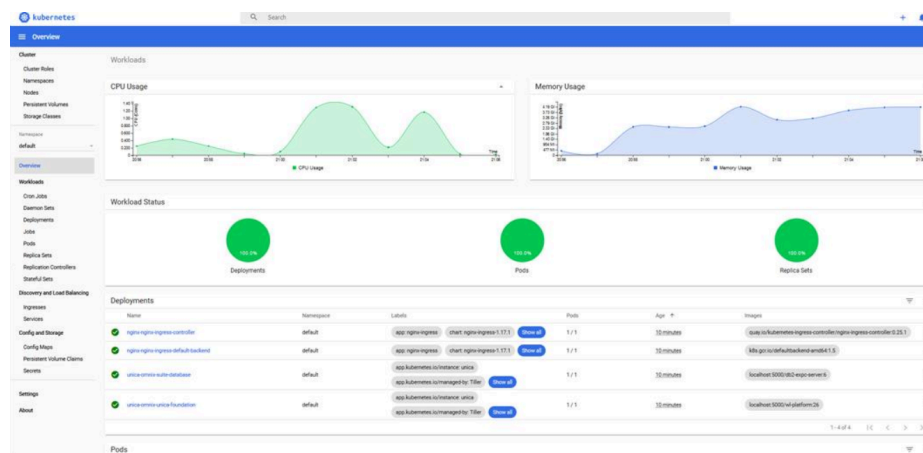 kubernetes
Search
Overview
Cluster
Cluster Roles
Namespaces
Nodes
Persistent Volumes
Storage Classes
Namespace
default
Overview
Workloads
Cron Jobs
Daemon Sets
Deployments
Jobs
Pods
Replica Sets
Replication Controllers
Stateful Sets
Discovery and Load Balancing
Ingresses
Services
Config and Storage
Config Maps
Persistent Volume Claims
Secrets
Settings
About
Workloads
CPU Usage
CPU Usage
Memory Usage
Memory Usage
Workload Status
100.0%
Deployments
100.0%
Pods
100.0%
Replica Sets
Deployments
Name Namespace Labels Pods Age Images
nginx-nginx-ingress-controller default app: nginx-ingress chart: nginx-ingress-1.17.1 Show all 1 / 1 10 minutes quay.io/kubernetes-ingress-controller/nginx-ingress-controller:0.25.1
nginx-nginx-ingress-default-backend default app: nginx-ingress chart: nginx-ingress-1.17.1 Show all 1 / 1 10 minutes k8s.gcr.io/defaultbackend-amd64:1.5
app.kubernetes.io/instance: unica
unica-omnix-suite-database default app.kubernetes.io/managed-by: Tiller Show all 1 / 1 10 minutes localhost:5000/db2-expo-server:6
app.kubernetes.io/instance: unica
unica-omnix-unica-foundation default app.kubernetes.io/managed-by: Tiller Show all 1 / 1 10 minutes localhost:5000/wl-platform:26
1 - 4 of 4
Pods